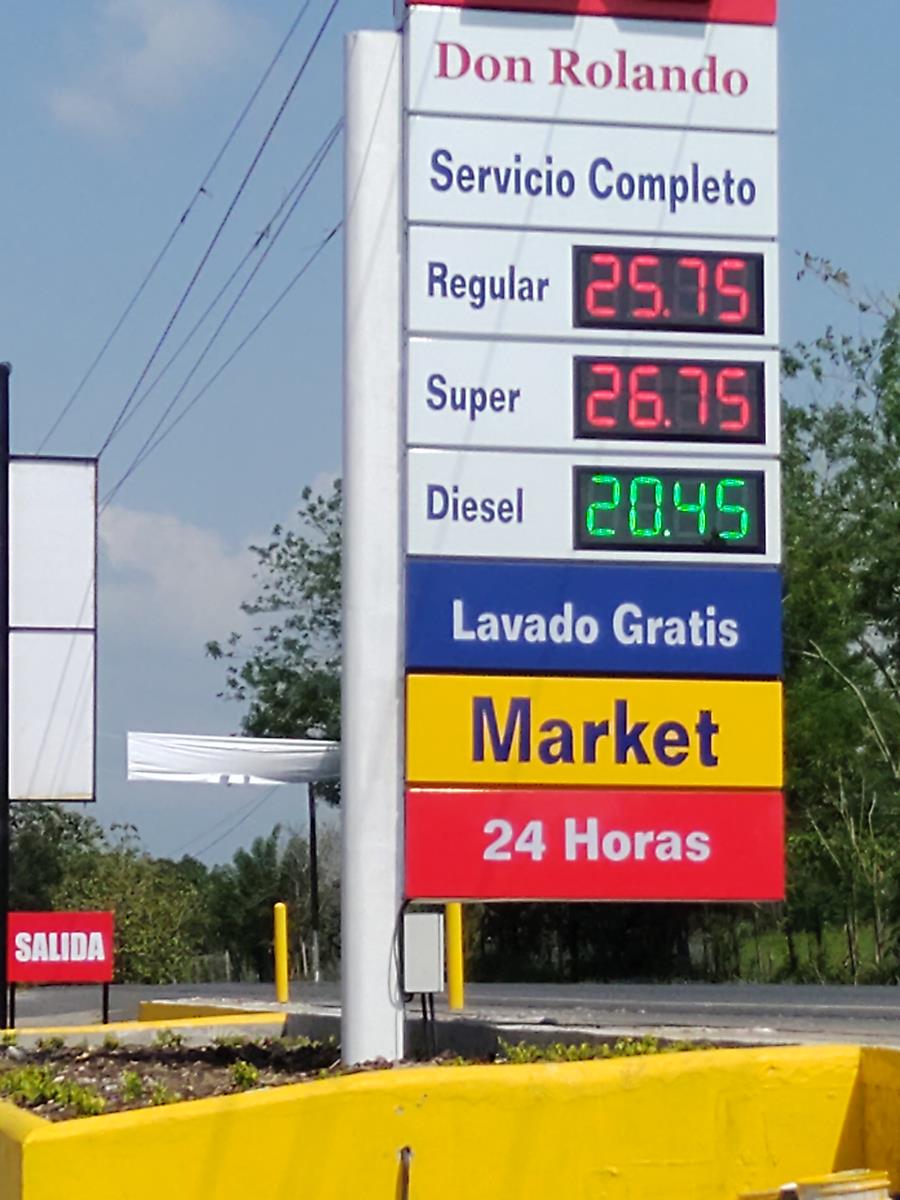 Don Rolando
Servicio Completo
Regular 25.75
Super 26.75
Diesel 20.45
Lavado Gratis
Market
24 Horas
SALIDA